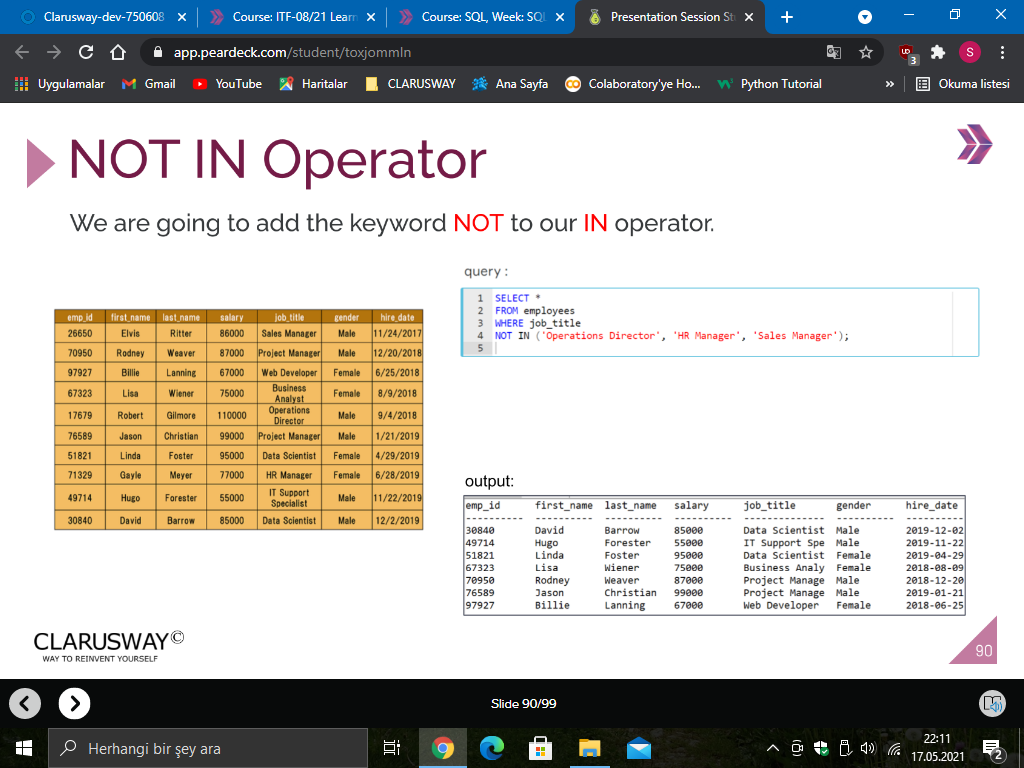 Clarusway-dev-750608
Course: ITF-08/21 Learn
Course: SQL, Week: SQL
Presentation Session St
app.peardeck.com/student/toxjommln
3
S
Uygulamalar
Gmail
YouTube
Haritalar
CLARUSWAY
Ana Sayfa
Colaboratory'ye Ho...
Python Tutorial
»
Okuma listesi
NOT IN Operator
We are going to add the keyword NOT to our IN operator.
query :
1 SELECT *
2 FROM employees
3 WHERE job_title
4 NOT IN ('Operations Director', 'HR Manager', 'Sales Manager');
5
emp_id first_name last_name salary job_title gender hire_date
26650 Elvis Ritter 86000 Sales Manager Male 11/24/2017
70950 Rodney Weaver 87000 Project Manager Male 12/20/2018
97927 Billie Lanning 67000 Web Developer Female 6/25/2018
67323 Lisa Wiener 75000 Business Analyst Female 8/9/2018
17679 Robert Gilmore 110000 Operations Director Male 9/4/2018
76589 Jason Christian 99000 Project Manager Male 1/21/2019
51821 Linda Foster 95000 Data Scientist Female 4/29/2019
71329 Gayle Meyer 77000 HR Manager Female 6/28/2019
49714 Hugo Forester 55000 IT Support Specialist Male 11/22/2019
30840 David Barrow 85000 Data Scientist Male 12/2/2019
output:
emp_id first_name last_name salary job_title gender hire_date
---------- ---------- ---------- ---------- -------------- ---------- ----------
30840 David Barrow 85000 Data Scientist Male 2019-12-02
49714 Hugo Forester 55000 IT Support Spe Male 2019-11-22
51821 Linda Foster 95000 Data Scientist Female 2019-04-29
67323 Lisa Wiener 75000 Business Analy Female 2018-08-09
70950 Rodney Weaver 87000 Project Manage Male 2018-12-20
76589 Jason Christian 99000 Project Manage Male 2019-01-21
97927 Billie Lanning 67000 Web Developer Female 2018-06-25
CLARUSWAY©
WAY TO REINVENT YOURSELF
90
Slide 90/99
Herhangi bir şey ara
22:11
17.05.2021
2